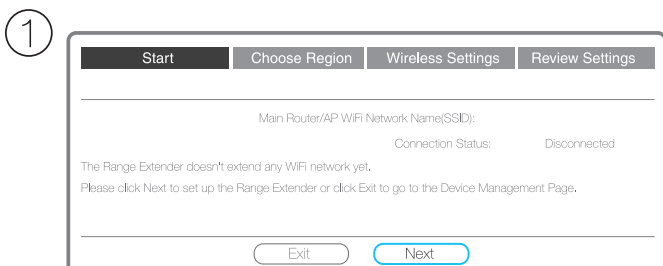 1
Start Choose Region Wireless Settings Review Settings
Main Router/AP WiFi Network Name(SSID):
Connection Status: Disconnected
The Range Extender doesn't extend any WiFi network yet.
Please click Next to set up the Range Extender or click Exit to go to the Device Management Page.
Exit Next